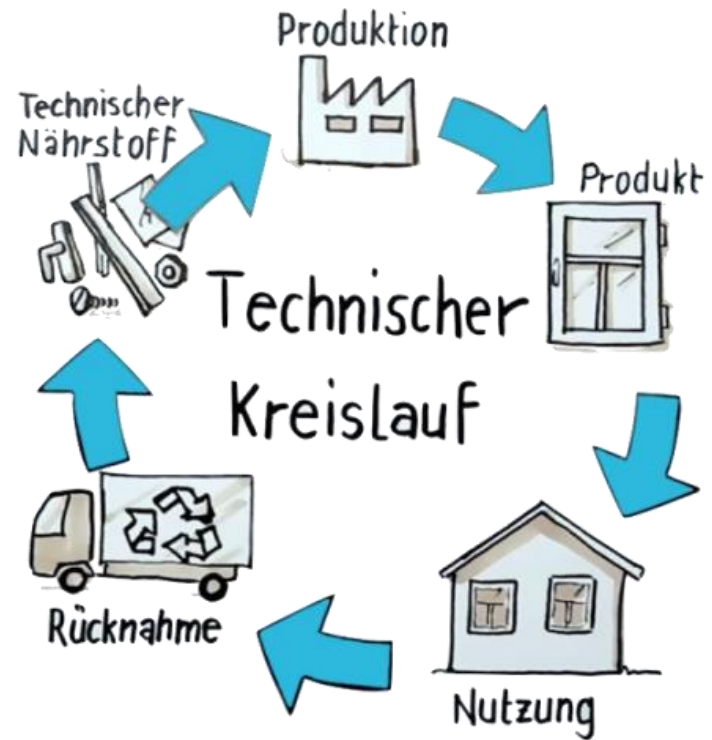 Produktion
Technischer
Nährstoff
Produkt
Technischer
Kreislauf
Rücknahme
Nutzung